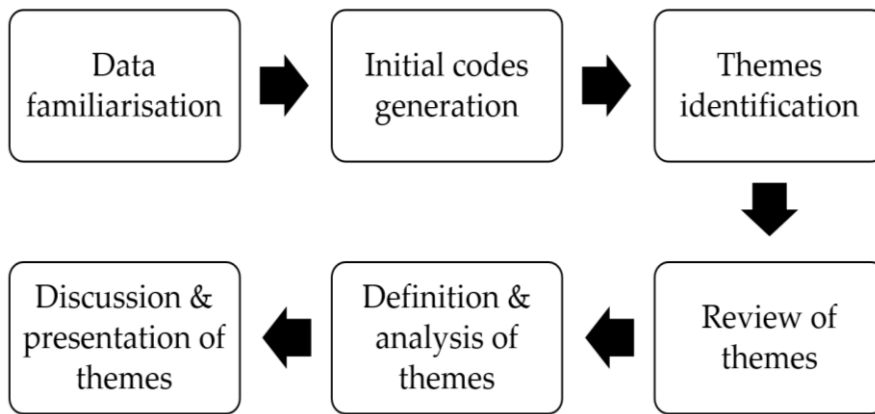 Data
familiarisation
Initial codes
generation
Themes
identification
Review of
themes
Definition &
analysis of
themes
Discussion &
presentation of
themes